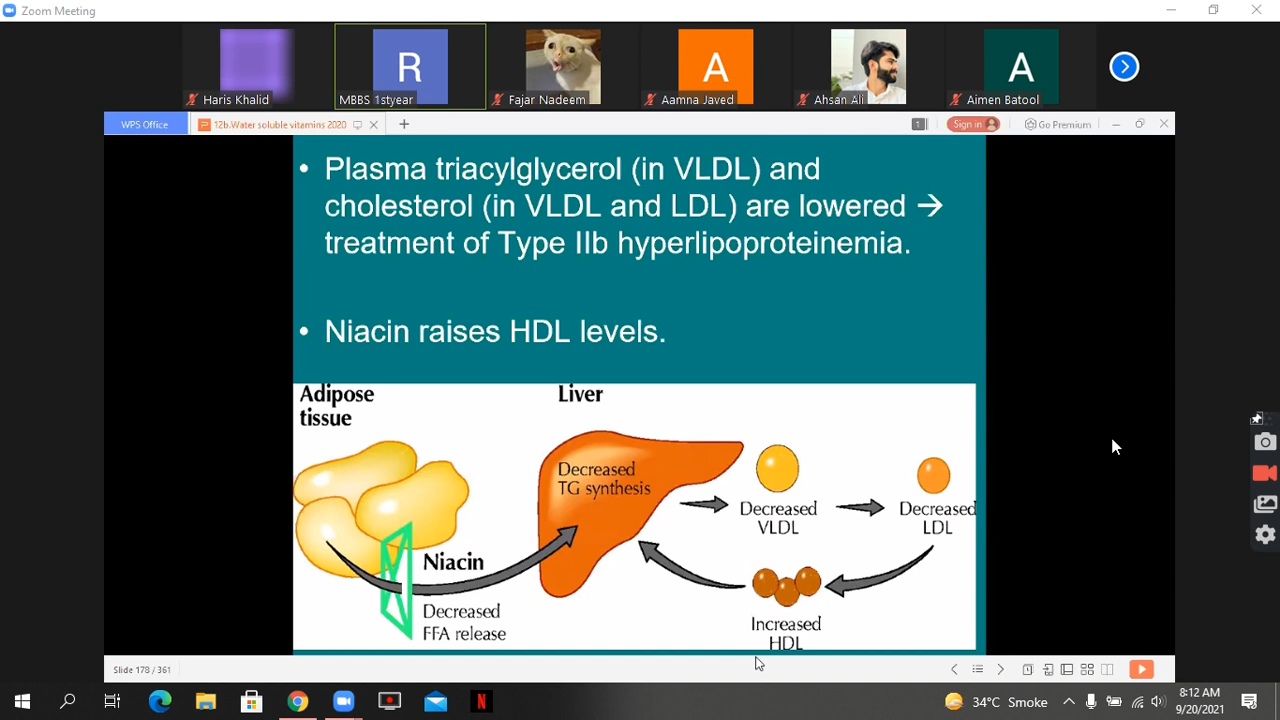 Zoom Meeting
R
A
A
Haris Khalid
MBBS 1styear
Fajar Nadeem
Aamna Javed
Ahsan Ali
Aimen Batool
WPS Office
12b.Water soluble vitamins 2020
1
Sign in
Go Premium
• Plasma triacylglycerol (in VLDL) and
cholesterol (in VLDL and LDL) are lowered →
treatment of Type IIb hyperlipoproteinemia.
• Niacin raises HDL levels.
Adipose
tissue
Liver
Decreased
TG synthesis
Decreased
VLDL
Decreased
LDL
Niacin
Decreased
FFA release
Increased
HDL
Slide 178 / 361
N
34°C Smoke
8:12 AM
9/20/2021